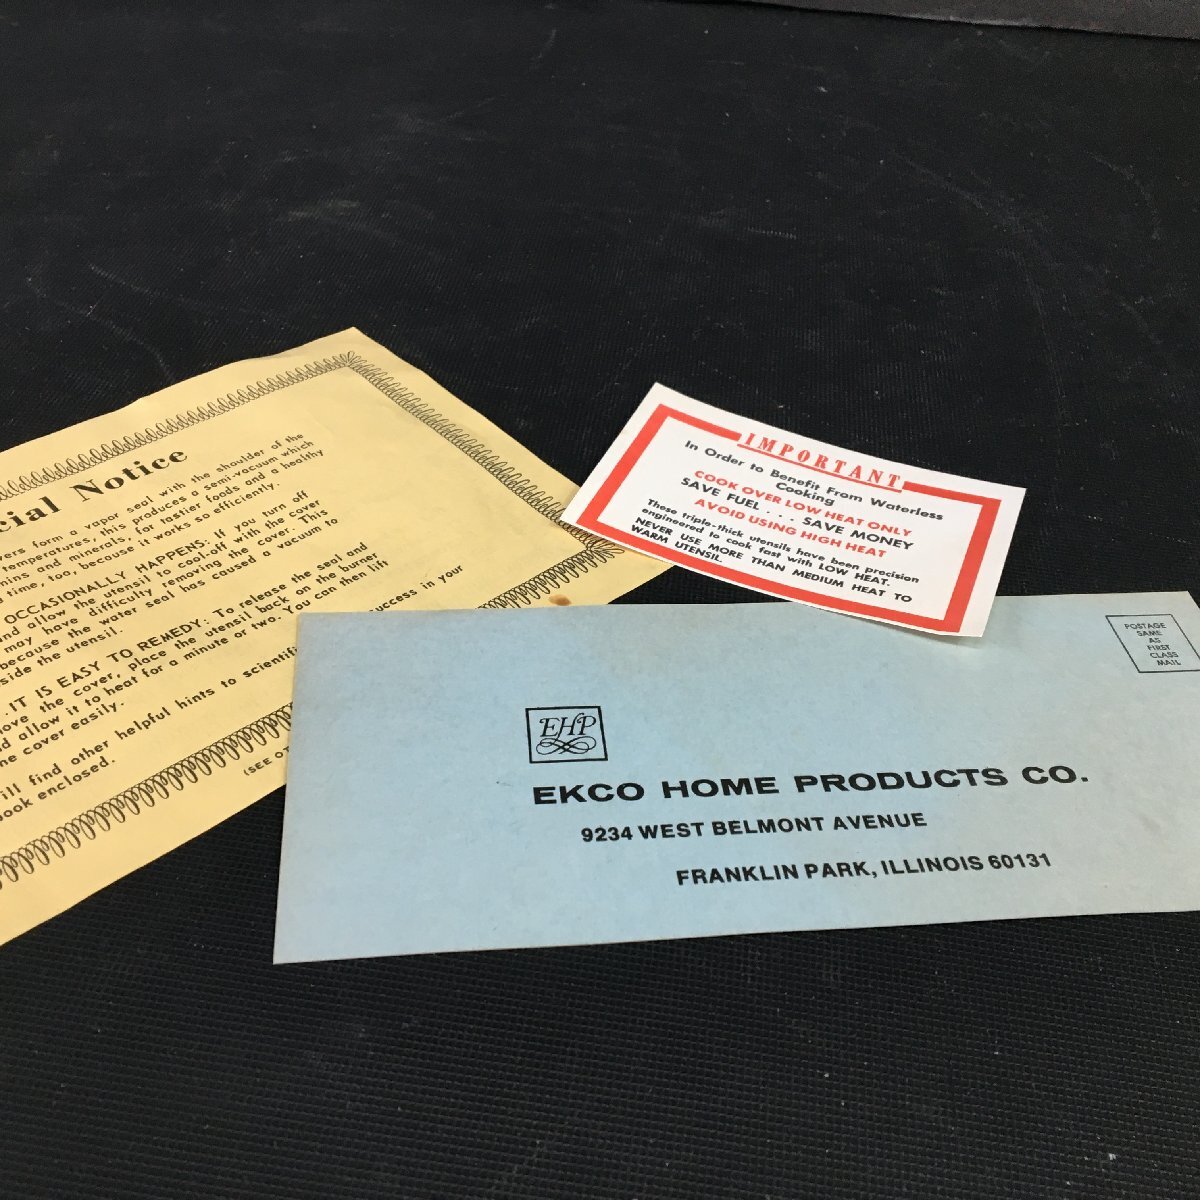 cial Notice
vers form a vapor seal with the shoulder of the
temperatures, this produces a semi-vacuum which
mins and minerals, for tastier foods and a healthy
time, too, because it works so efficiently.
OCCASIONALLY HAPPENS: If you turn off
and allow the utensil to cool-off with the cover
may have difficulty removing the cover. This
because the water seal has caused a vacuum to
side the utensil.
..IT IS EASY TO REMEDY: To release the seal and
ove the cover, place the utensil back on the burner
nd allow it to heat for a minute or two. You can then lift
he cover easily.
ill find other helpful hints to scientifi success in your
ook enclosed.
(SEE OT
IMPORTANT
In Order to Benefit From Waterless
Cooking
COOK OVER LOW HEAT ONLY
SAVE FUEL . . . SAVE MONEY
AVOID USING HIGH HEAT
These triple-thick utensils have been precision
engineered to cook fast with LOW HEAT.
NEVER USE MORE THAN MEDIUM HEAT TO
WARM UTENSIL.
POSTAGE
SAME
AS
FIRST
CLASS
MAIL
EHP
EKCO HOME PRODUCTS CO.
9234 WEST BELMONT AVENUE
FRANKLIN PARK, ILLINOIS 60131